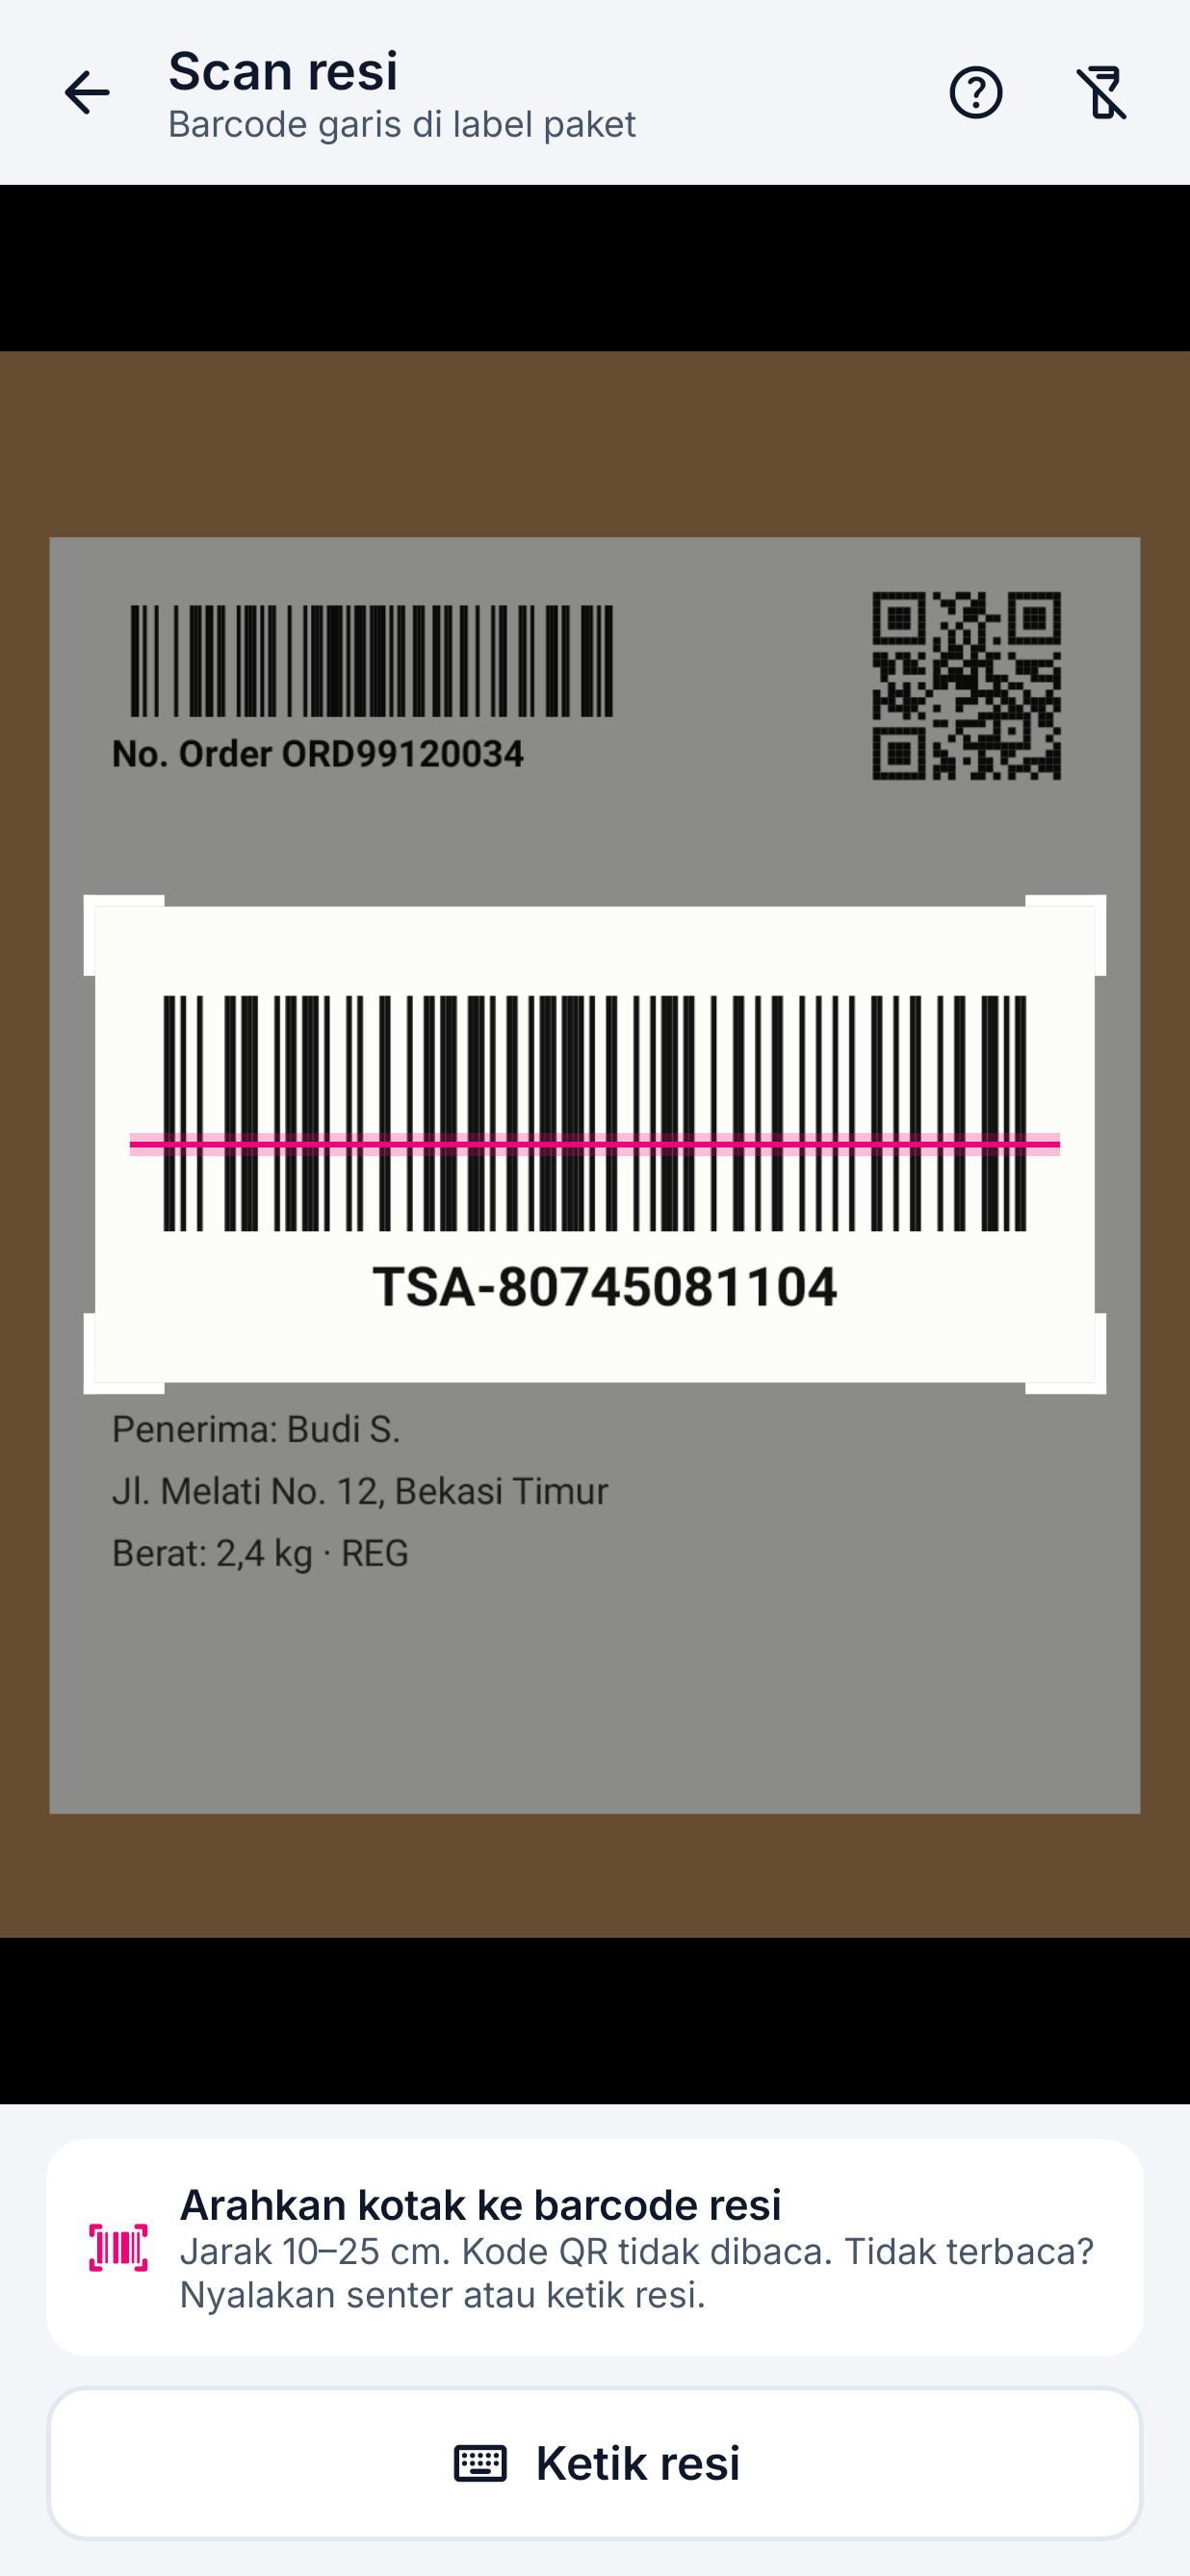 Scan resi
Barcode garis di label paket
No. Order ORD99120034
TSA-80745081104
Penerima: Budi S.
Jl. Melati No. 12, Bekasi Timur
Berat: 2,4 kg · REG
Arahkan kotak ke barcode resi
Jarak 10–25 cm. Kode QR tidak dibaca. Tidak terbaca?
Nyalakan senter atau ketik resi.
Ketik resi